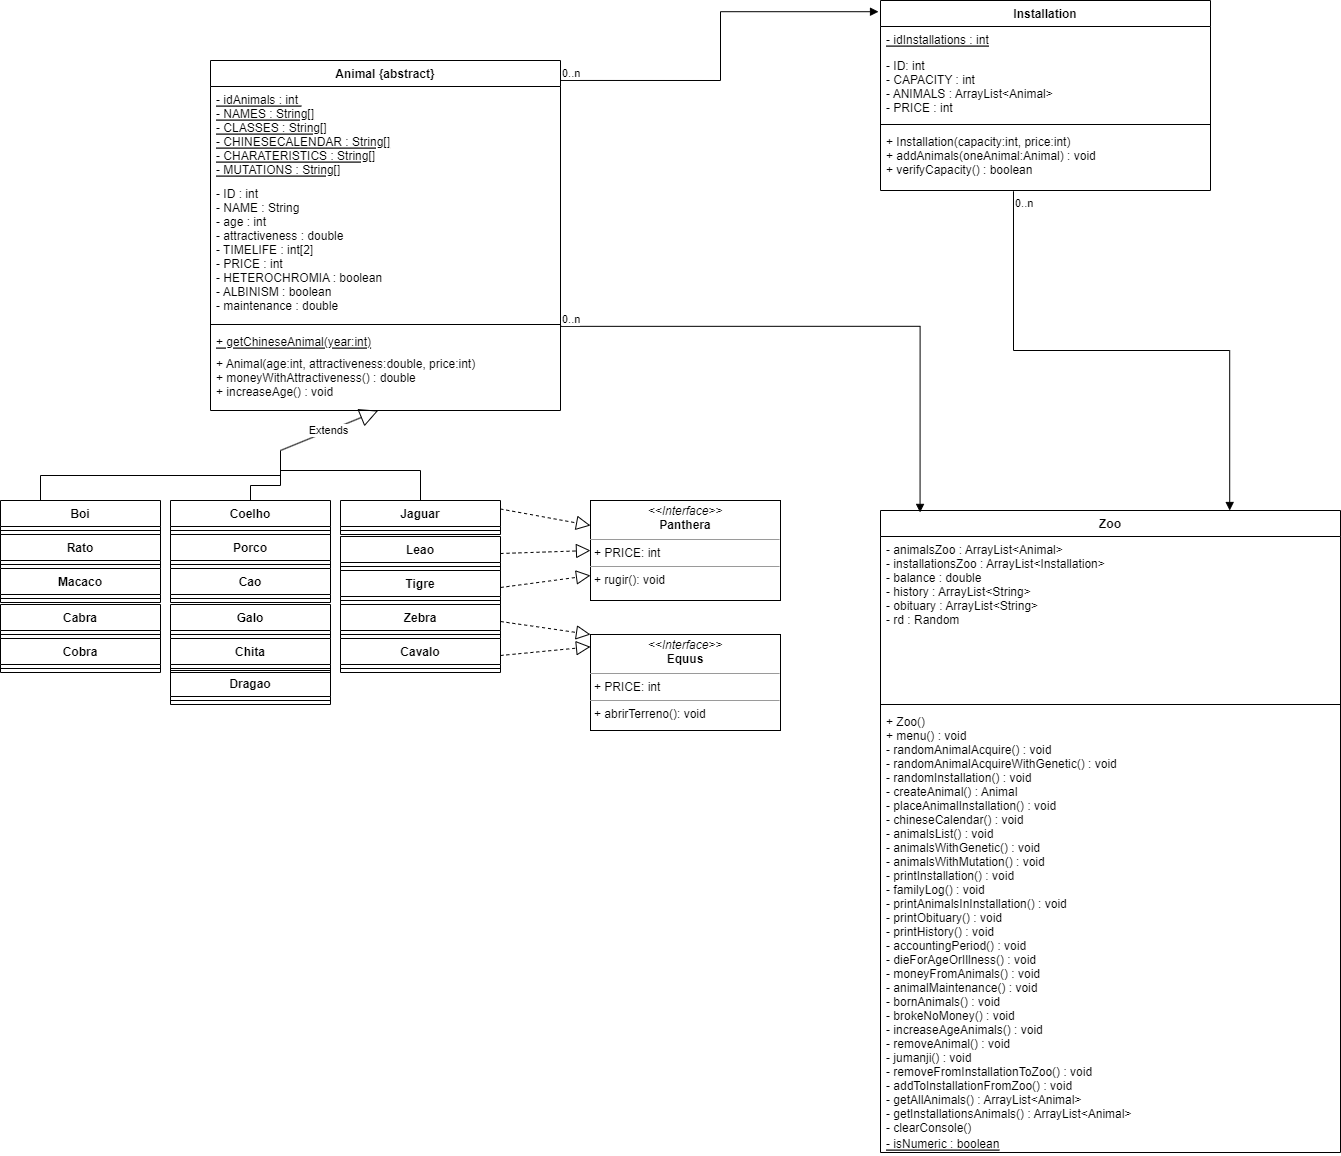 Installation
- idInstallations : int
- ID: int
- CAPACITY : int
- ANIMALS : ArrayList<Animal>
- PRICE : int
+ Installation(capacity:int, price:int)
+ addAnimals(oneAnimal:Animal) : void
+ verifyCapacity() : boolean
0..n
Animal {abstract}
0..n
- idAnimals : int
- NAMES : String[]
- CLASSES : String[]
- CHINESECALENDAR : String[]
- CHARATERISTICS : String[]
- MUTATIONS : String[]
- ID : int
- NAME : String
- age : int
- attractiveness : double
- TIMELIFE : int[2]
- PRICE : int
- HETEROCHROMIA : boolean
- ALBINISM : boolean
- maintenance : double
0..n
+ getChineseAnimal(year:int)
+ Animal(age:int, attractiveness:double, price:int)
+ moneyWithAttractiveness() : double
+ increaseAge() : void
Extends
Boi
Rato
Macaco
Cabra
Cobra
Coelho
Porco
Cao
Galo
Chita
Dragao
Jaguar
Leao
Tigre
Zebra
Cavalo
<<Interface>>
Panthera
+ PRICE: int
+ rugir(): void
<<Interface>>
Equus
+ PRICE: int
+ abrirTerreno(): void
Zoo
- animalsZoo : ArrayList<Animal>
- installationsZoo : ArrayList<Installation>
- balance : double
- history : ArrayList<String>
- obituary : ArrayList<String>
- rd : Random
+ Zoo()
+ menu() : void
- randomAnimalAcquire() : void
- randomAnimalAcquireWithGenetic() : void
- randomInstallation() : void
- createAnimal() : Animal
- placeAnimalInstallation() : void
- chineseCalendar() : void
- animalsList() : void
- animalsWithGenetic() : void
- animalsWithMutation() : void
- printInstallation() : void
- familyLog() : void
- printAnimalsInInstallation() : void
- printObituary() : void
- printHistory() : void
- accountingPeriod() : void
- dieForAgeOrIllness() : void
- moneyFromAnimals() : void
- animalMaintenance() : void
- bornAnimals() : void
- brokeNoMoney() : void
- increaseAgeAnimals() : void
- removeAnimal() : void
- jumanji() : void
- removeFromInstallationToZoo() : void
- addToInstallationFromZoo() : void
- getAllAnimals() : ArrayList<Animal>
- getInstallationsAnimals() : ArrayList<Animal>
- clearConsole()
- isNumeric : boolean